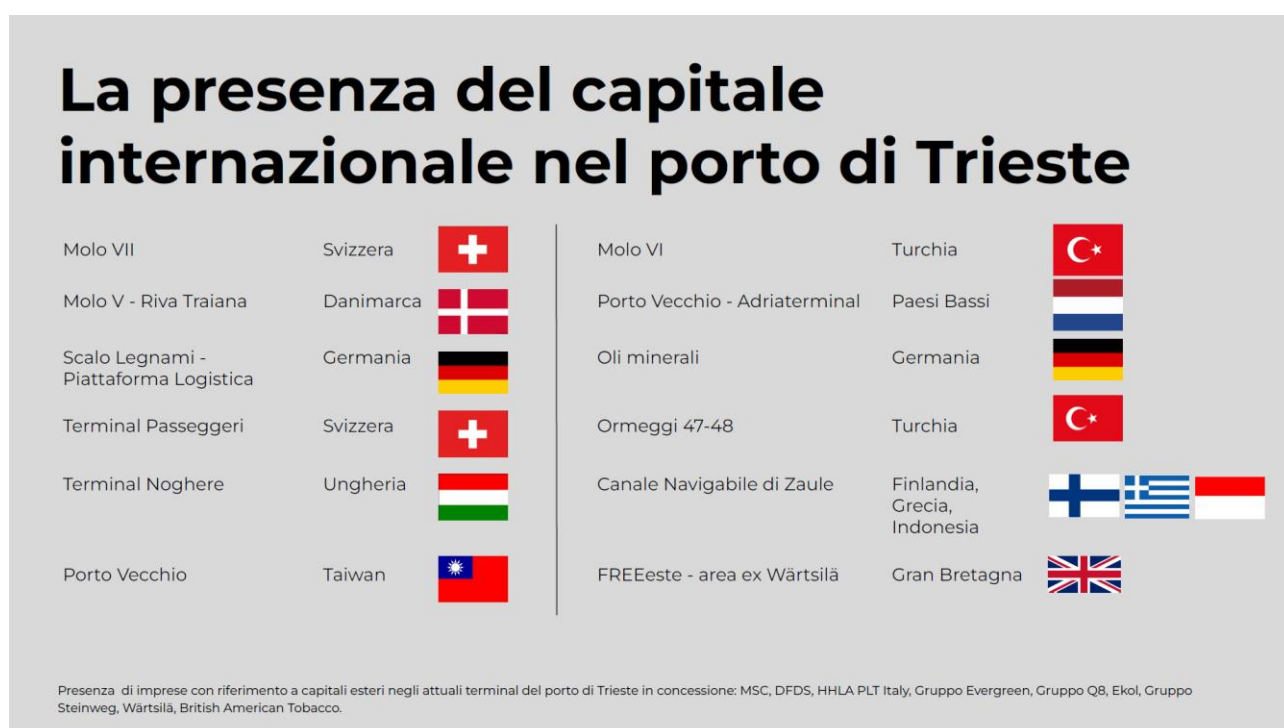 La presenza del capitale
internazionale nel porto di Trieste
Molo VII Svizzera
Molo V - Riva Traiana Danimarca
Scalo Legnami - Germania
Piattaforma Logistica
Terminal Passeggeri Svizzera
Terminal Noghere Ungheria
Porto Vecchio Taiwan
Molo VI Turchia
Porto Vecchio - Adriaterminal Paesi Bassi
Oli minerali Germania
Ormeggi 47-48 Turchia
Canale Navigabile di Zaule Finlandia,
Grecia,
Indonesia
FREEeste - area ex Wärtsilä Gran Bretagna
Presenza di imprese con riferimento a capitali esteri negli attuali terminal del porto di Trieste in concessione: MSC, DFDS, HHLA PLT Italy, Gruppo Evergreen, Gruppo Q8, Ekol, Gruppo
Steinweg, Wärtsilä, British American Tobacco.